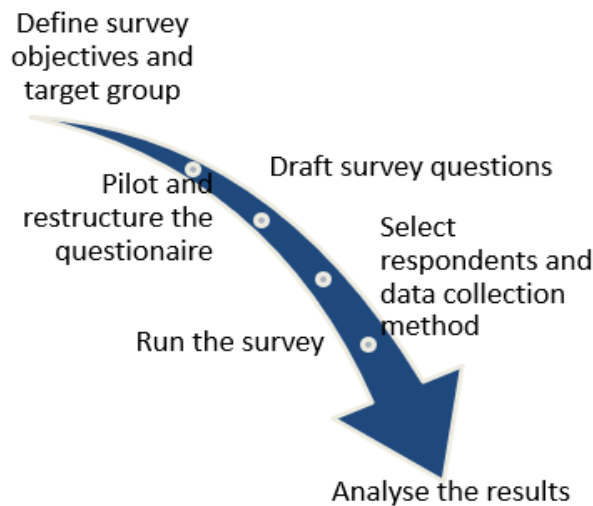 Define survey
objectives and
target group
Draft survey questions
Pilot and
restructure the
questionaire
Select
respondents and
data collection
method
Run the survey
Analyse the results